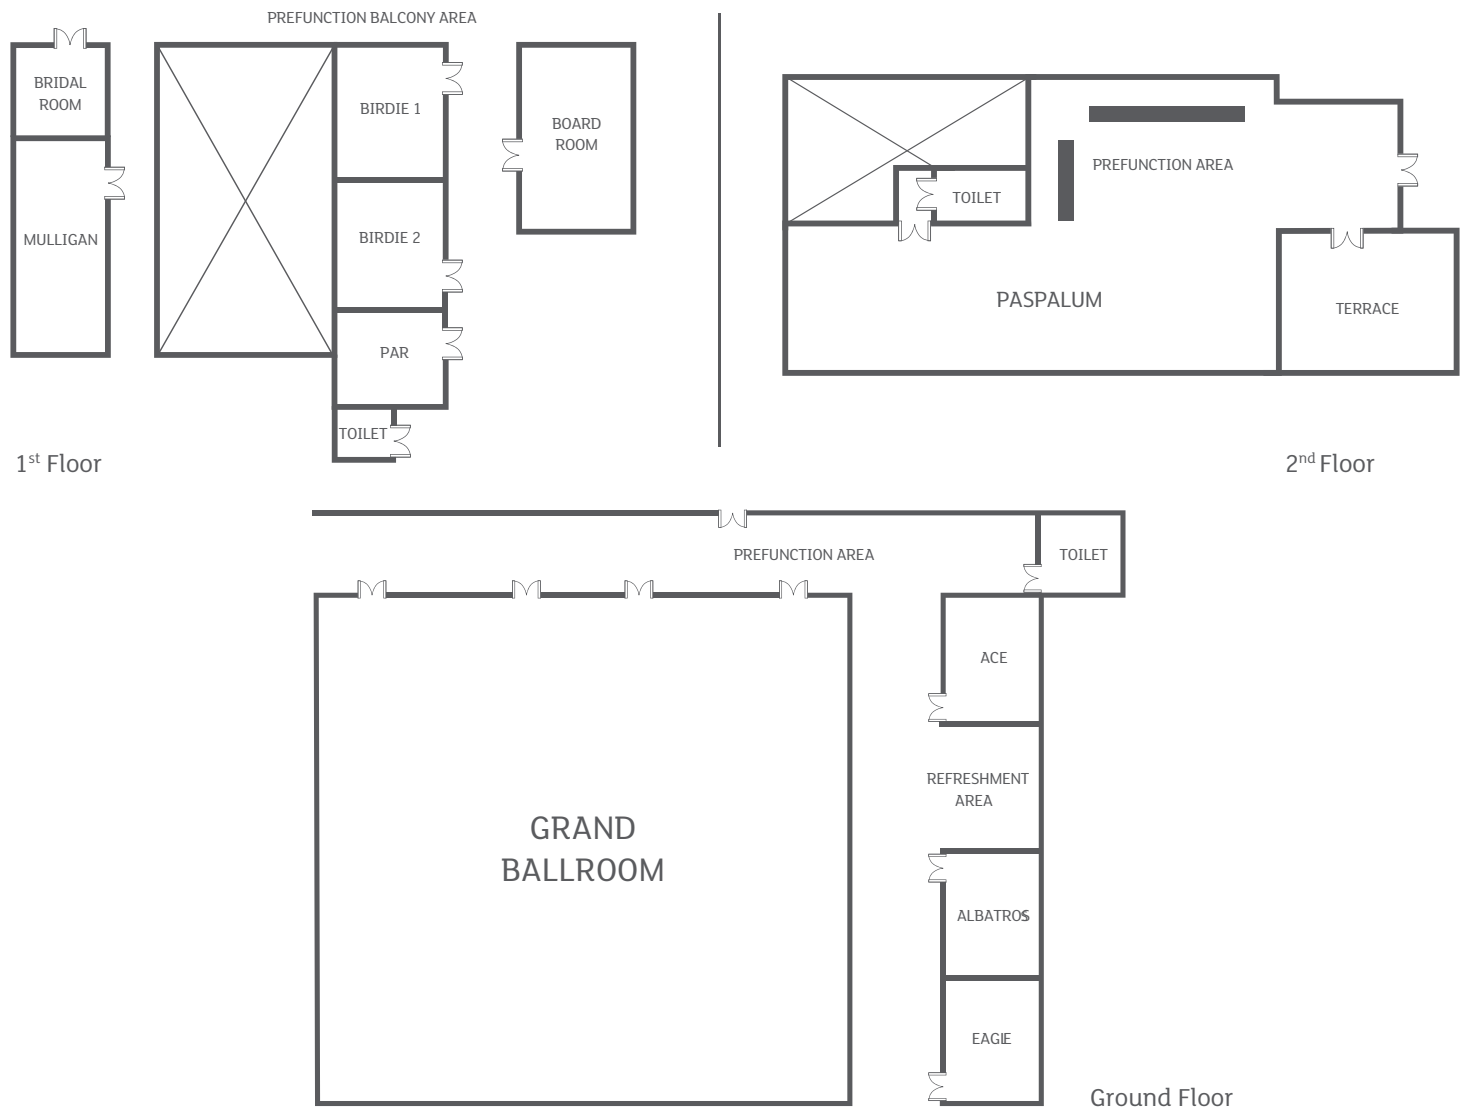 PREFUNCTION BALCONY AREA
BRIDAL
ROOM
MULLIGAN
BIRDIE 1
BIRDIE 2
PAR
TOILET
BOARD
ROOM
1st Floor
PREFUNCTION AREA
TOILET
PASPALUM
TERRACE
2nd Floor
PREFUNCTION AREA
TOILET
ACE
REFRESHMENT
AREA
GRAND
BALLROOM
ALBATROS
EAGLE
Ground Floor